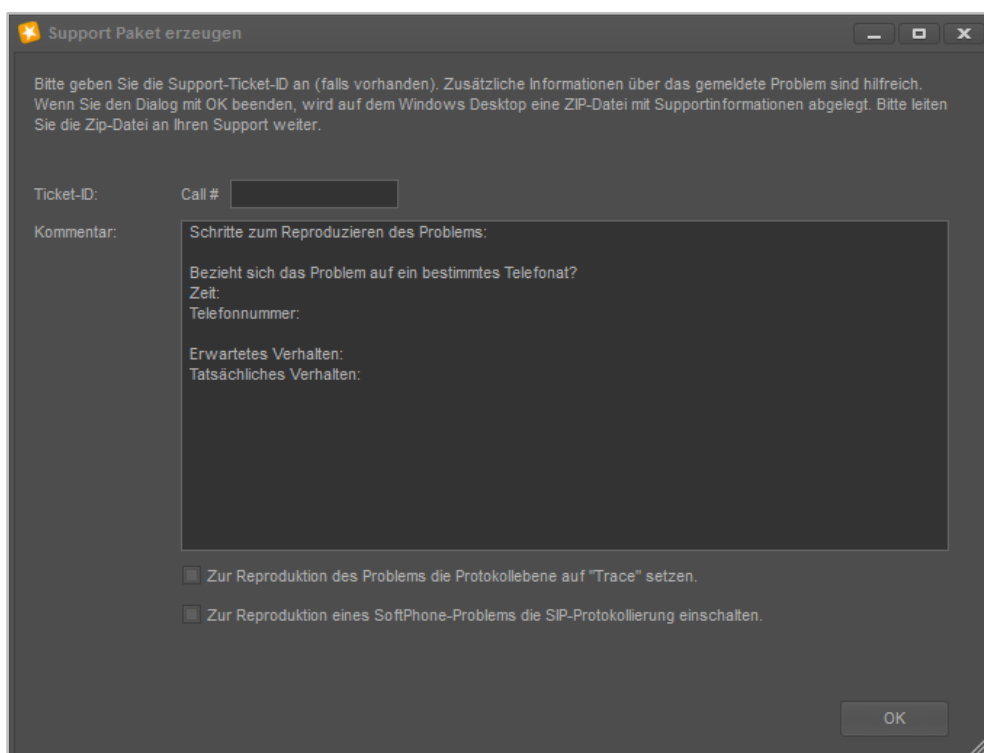 Support Paket erzeugen
Bitte geben Sie die Support-Ticket-ID an (falls vorhanden). Zusätzliche Informationen über das gemeldete Problem sind hilfreich.
Wenn Sie den Dialog mit OK beenden, wird auf dem Windows Desktop eine ZIP-Datei mit Supportinformationen abgelegt. Bitte leiten
Sie die Zip-Datei an Ihren Support weiter.
Ticket-ID: Call #
Kommentar: Schritte zum Reproduzieren des Problems:
Bezieht sich das Problem auf ein bestimmtes Telefonat?
Zeit:
Telefonnummer:
Erwartetes Verhalten:
Tatsächliches Verhalten:
Zur Reproduktion des Problems die Protokollebene auf "Trace" setzen.
Zur Reproduktion eines SoftPhone-Problems die SIP-Protokollierung einschalten.
OK